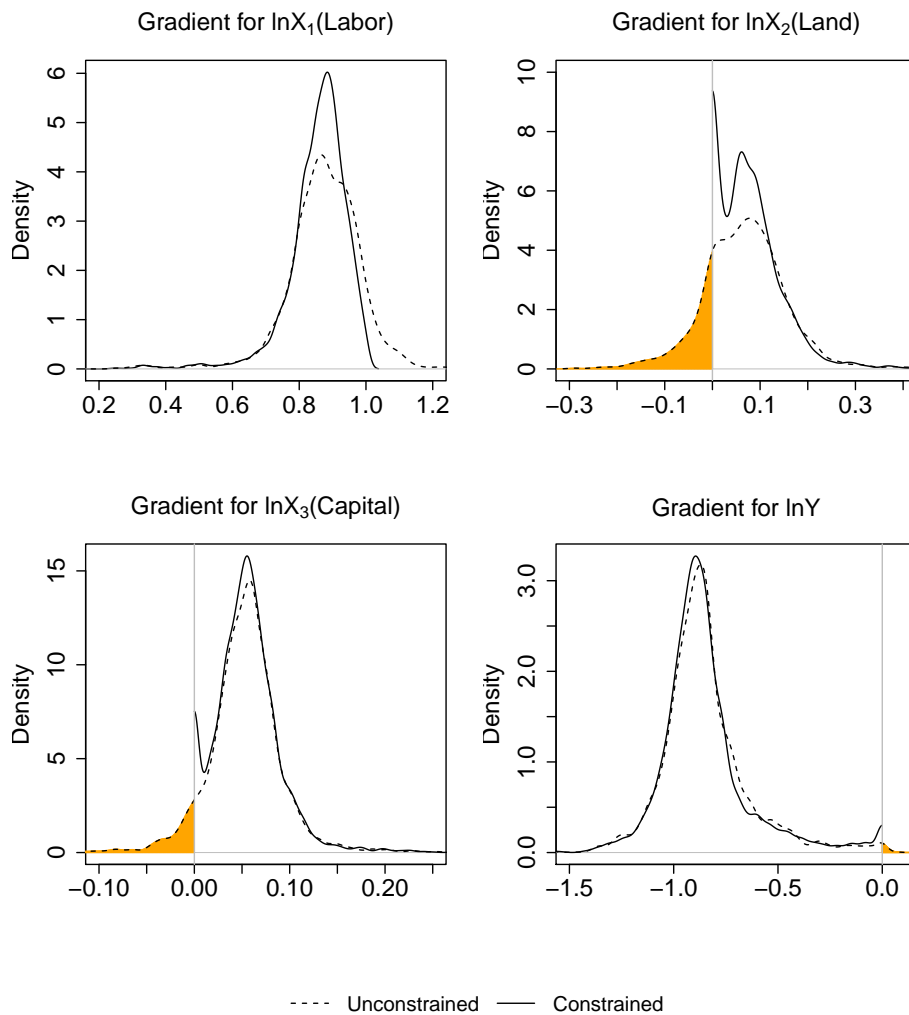 Gradient for lnX₁(Labor)
Density
0 1 2 3 4 5 6
0.2 0.4 0.6 0.8 1.0 1.2
Gradient for lnX₂(Land)
Density
0 2 4 6 8 10
−0.3 −0.1 0.1 0.3
Gradient for lnX₃(Capital)
Density
0 5 10 15
−0.10 0.00 0.10 0.20
Gradient for lnY
Density
0.0 1.0 2.0 3.0
−1.5 −1.0 −0.5 0.0
Unconstrained Constrained